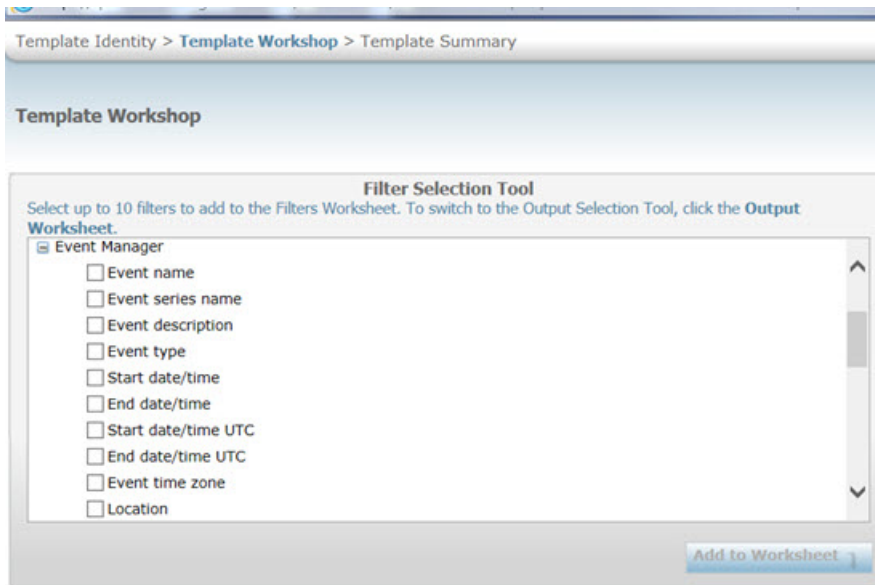 Template Identity > Template Workshop > Template Summary
Template Workshop
Filter Selection Tool
Select up to 10 filters to add to the Filters Worksheet. To switch to the Output Selection Tool, click the Output
Worksheet.
Event Manager
Event name
Event series name
Event description
Event type
Start date/time
End date/time
Start date/time UTC
End date/time UTC
Event time zone
Location
Add to Worksheet